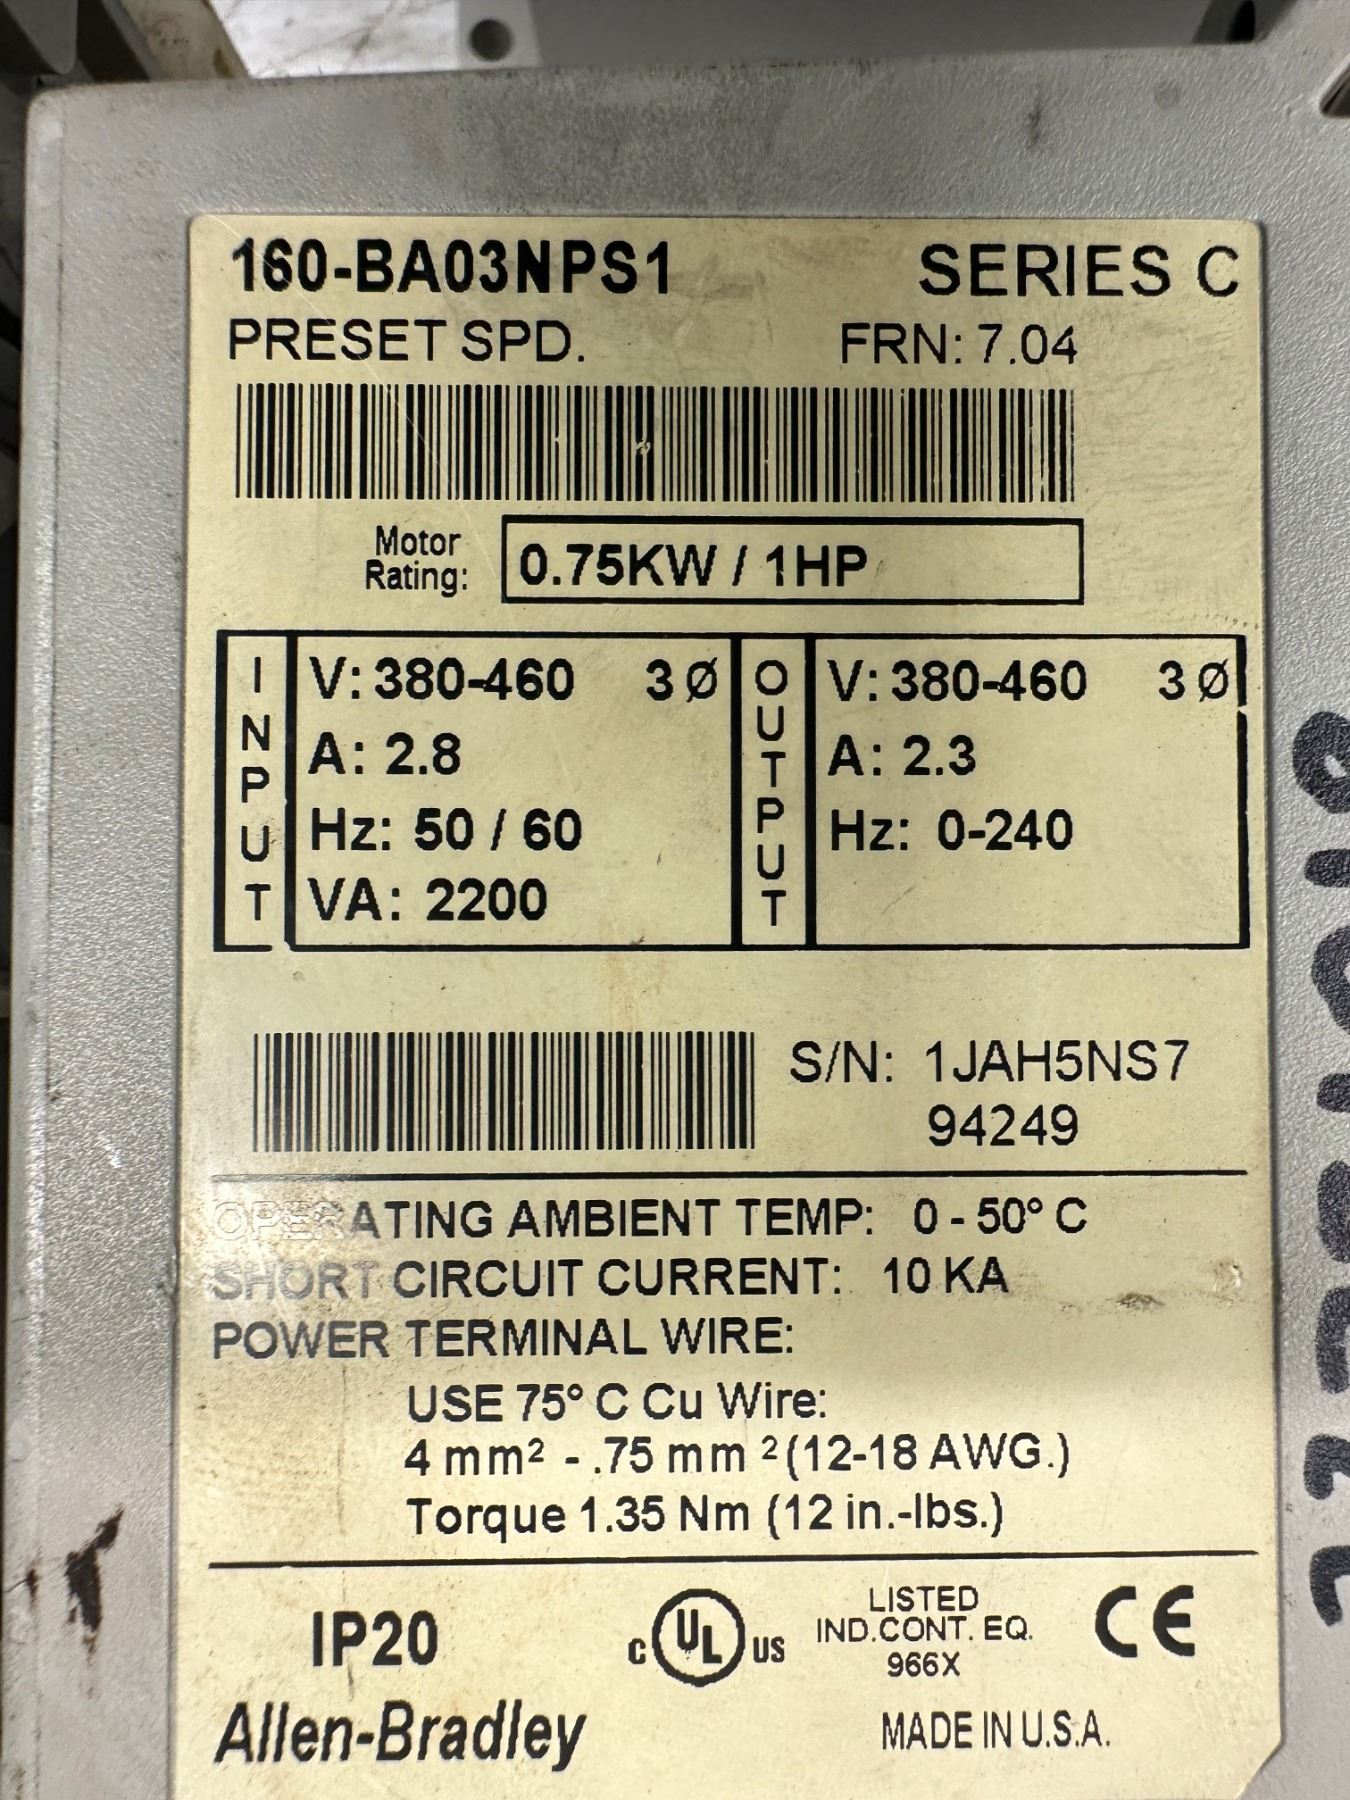 160-BA03NPS1 SERIES C
PRESET SPD. FRN: 7.04
Motor
Rating:
0.75KW / 1HP
INPUT
V: 380-460 3Ø
A: 2.8
Hz: 50 / 60
VA: 2200
OUTPUT
V: 380-460 3Ø
A: 2.3
Hz: 0-240
S/N: 1JAH5NS7
94249
OPERATING AMBIENT TEMP: 0 - 50° C
SHORT CIRCUIT CURRENT: 10 KA
POWER TERMINAL WIRE:
USE 75° C Cu Wire:
4 mm² - .75 mm ² (12-18 AWG.)
Torque 1.35 Nm (12 in.-lbs.)
IP20
c UL US
LISTED
IND.CONT. EQ.
966X
CE
Allen-Bradley
MADE IN U.S.A.